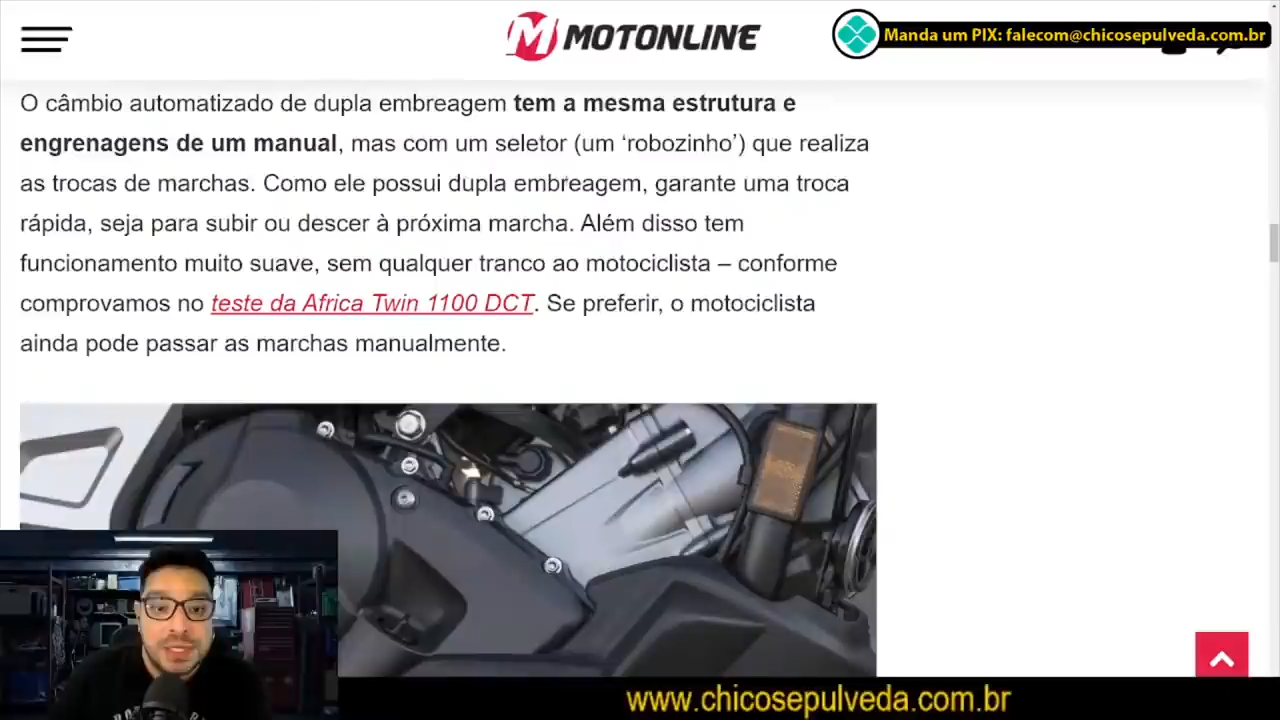 MOTONLINE
Manda um PIX: falecom@chicosepulveda.com.br
O câmbio automatizado de dupla embreagem tem a mesma estrutura e
engrenagens de um manual, mas com um seletor (um ‘robozinho’) que realiza
as trocas de marchas. Como ele possui dupla embreagem, garante uma troca
rápida, seja para subir ou descer à próxima marcha. Além disso tem
funcionamento muito suave, sem qualquer tranco ao motociclista – conforme
comprovamos no teste da Africa Twin 1100 DCT. Se preferir, o motociclista
ainda pode passar as marchas manualmente.
www.chicosepulveda.com.br